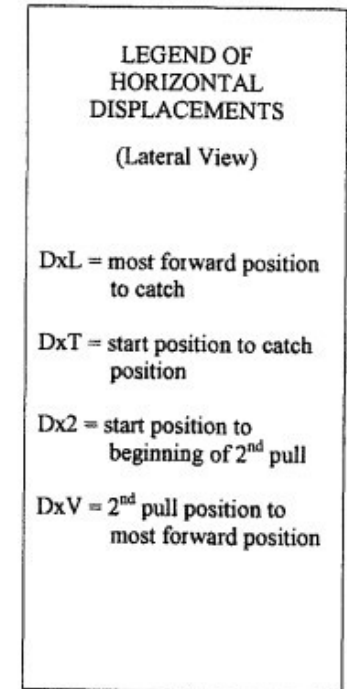 LEGEND OF
HORIZONTAL
DISPLACEMENTS
(Lateral View)
DxL = most forward position
to catch
DxT = start position to catch
position
Dx2 = start position to
beginning of 2nd pull
DxV = 2nd pull position to
most forward position